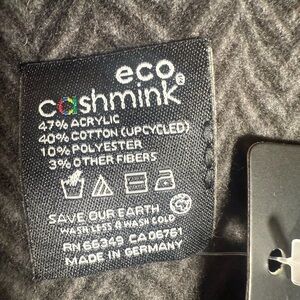 eco
cashmink®
47% ACRYLIC
40% COTTON (UPCYCLED)
10% POLYESTER
3% OTHER FIBERS
SAVE OUR EARTH
WASH LESS & WASH COLD
RN 66349 CA 06761
MADE IN GERMANY